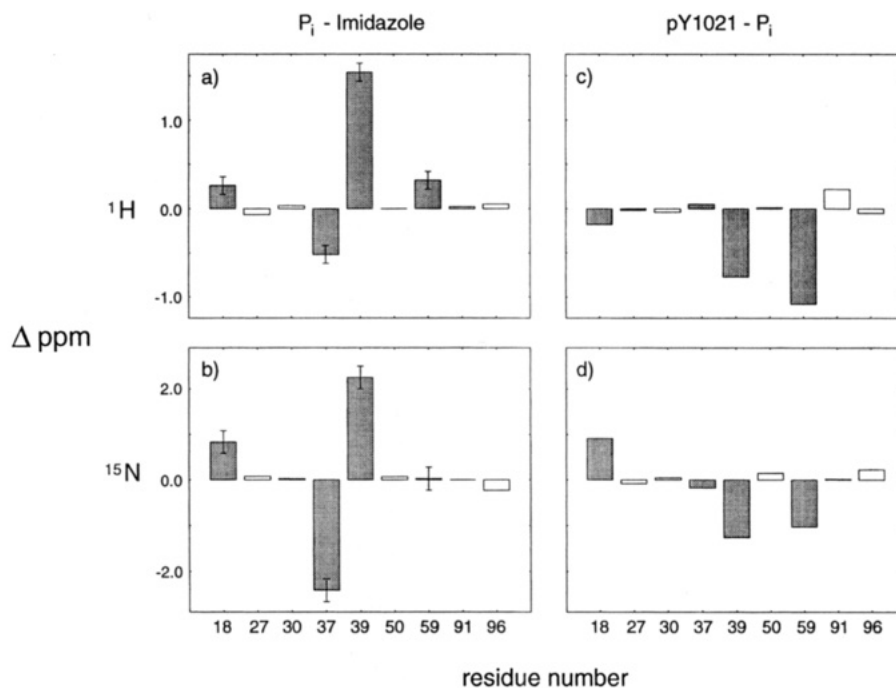 Pᵢ - Imidazole
pY1021 - Pᵢ
a)
c)
1.0
0.0
-1.0
¹H
Δ ppm
b)
d)
2.0
0.0
-2.0
¹⁵N
18 27 30 37 39 50 59 91 96
18 27 30 37 39 50 59 91 96
residue number